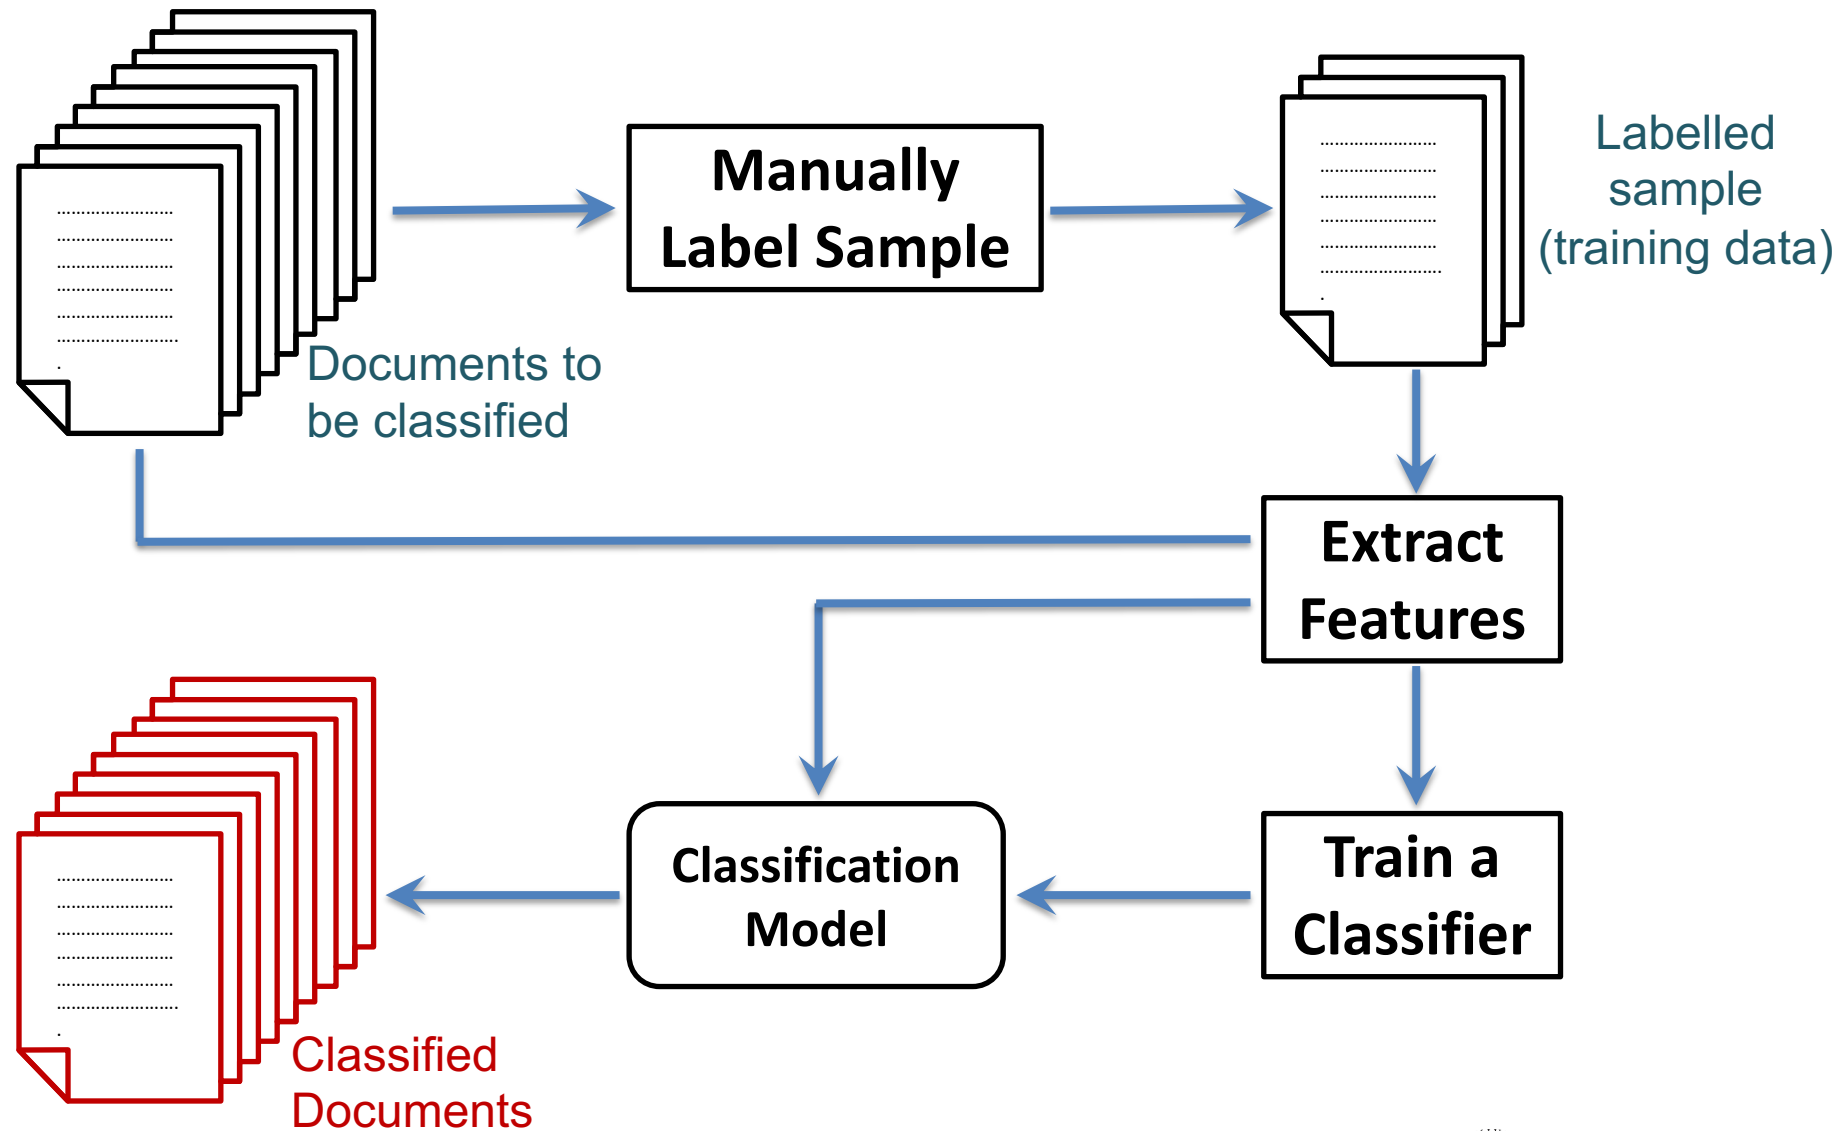 Manually
Label Sample
Labelled
sample
(training data)
Documents to
be classified
Extract
Features
Classification
Model
Train a
Classifier
Classified
Documents